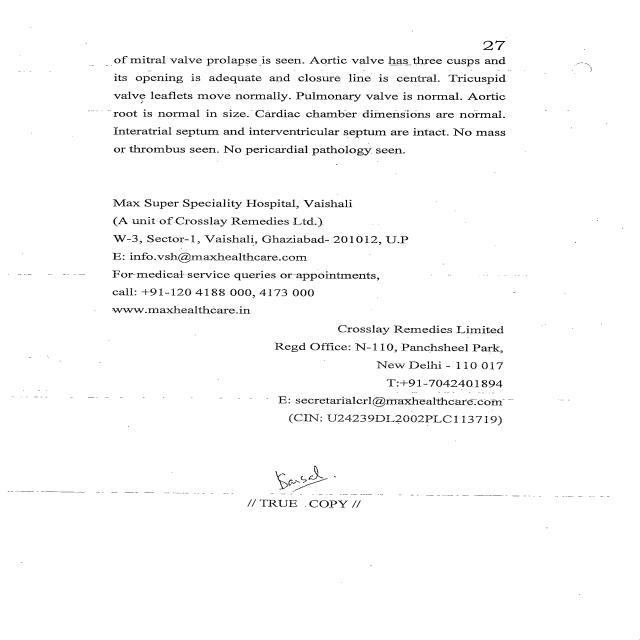 27
of mitral valve prolapse is seen. Aortic valve has three cusps and
its opening is adequate and closure line is central. Tricuspid
valve leaflets move normally. Pulmonary valve is normal. Aortic
root is normal in size. Cardiac chamber dimensions are normal.
Interatrial septum and interventricular septum are intact. No mass
or thrombus seen. No pericardial pathology seen.
Max Super Speciality Hospital, Vaishali
(A unit of Crosslay Remedies Ltd.)
W-3, Sector-1, Vaishali, Ghaziabad- 201012, U.P
E: info.vsh@maxhealthcare.com
For medical service queries or appointments,
call: +91-120 4188 000, 4173 000
www.maxhealthcare.in
Crosslay Remedies Limited
Regd Office: N-110, Panchsheel Park,
New Delhi - 110 017
T:+91-7042401894
E: secretarialcrl@maxhealthcare.com
(CIN: U24239DL2002PLC113719)
// TRUE COPY //